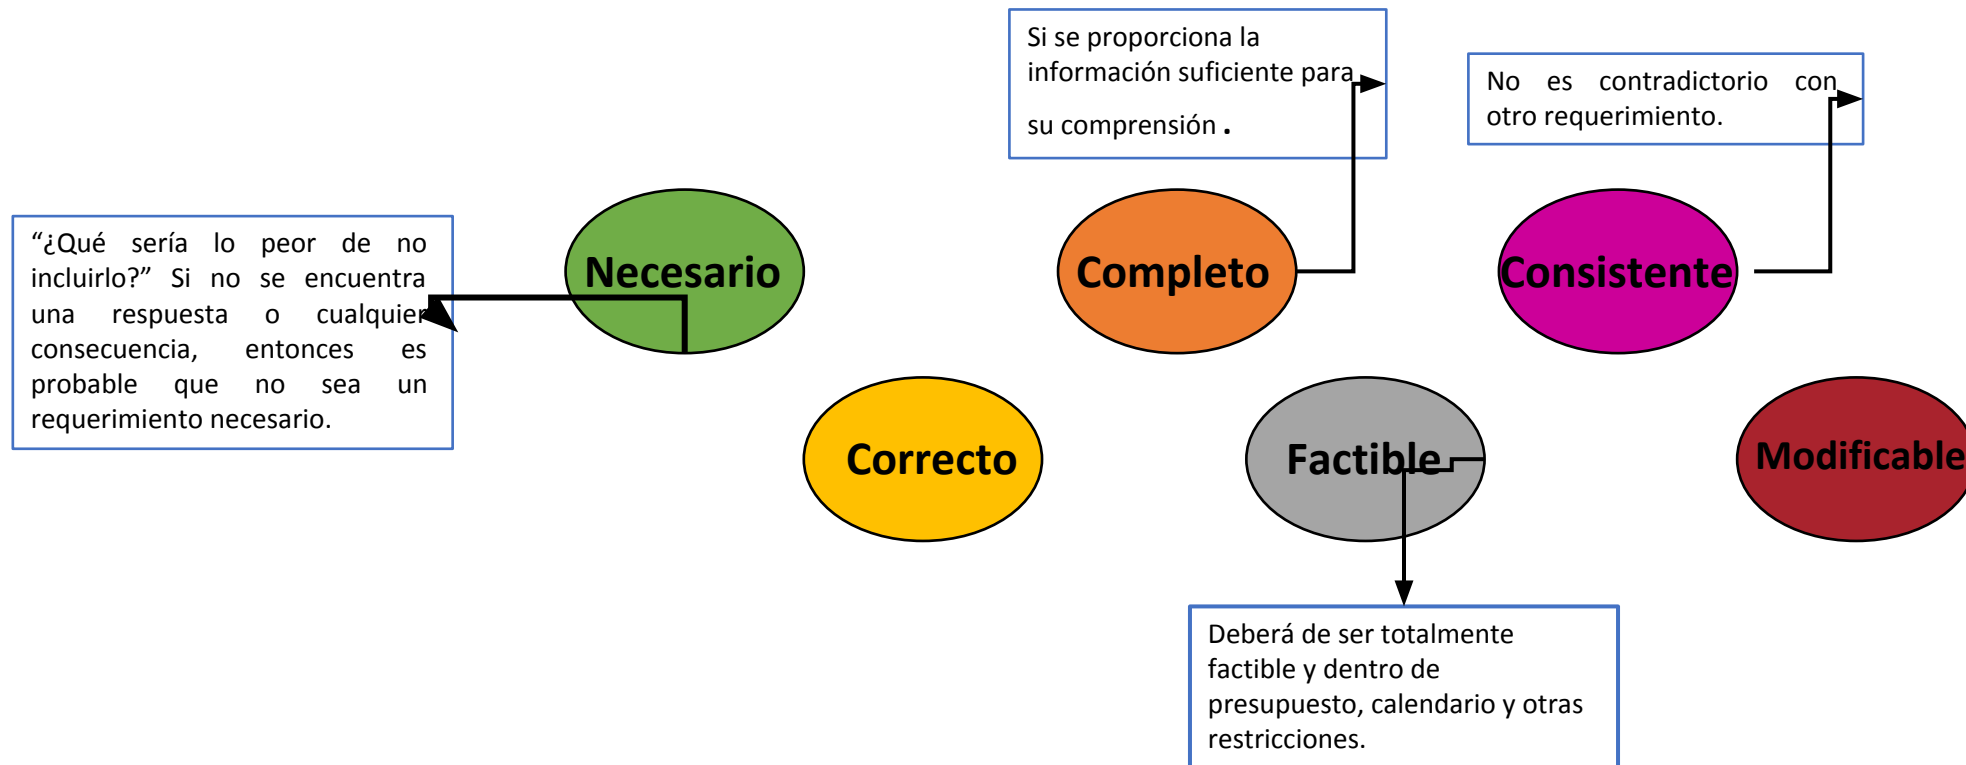 Si se proporciona la
información suficiente para
su comprensión .
No es contradictorio con
otro requerimiento.
“¿Qué sería lo peor de no
incluirlo?” Si no se encuentra
una respuesta o cualquier
consecuencia, entonces es
probable que no sea un
requerimiento necesario.
Necesario
Completo
Consistente
Correcto
Factible
Modificable
Deberá de ser totalmente
factible y dentro de
presupuesto, calendario y otras
restricciones.